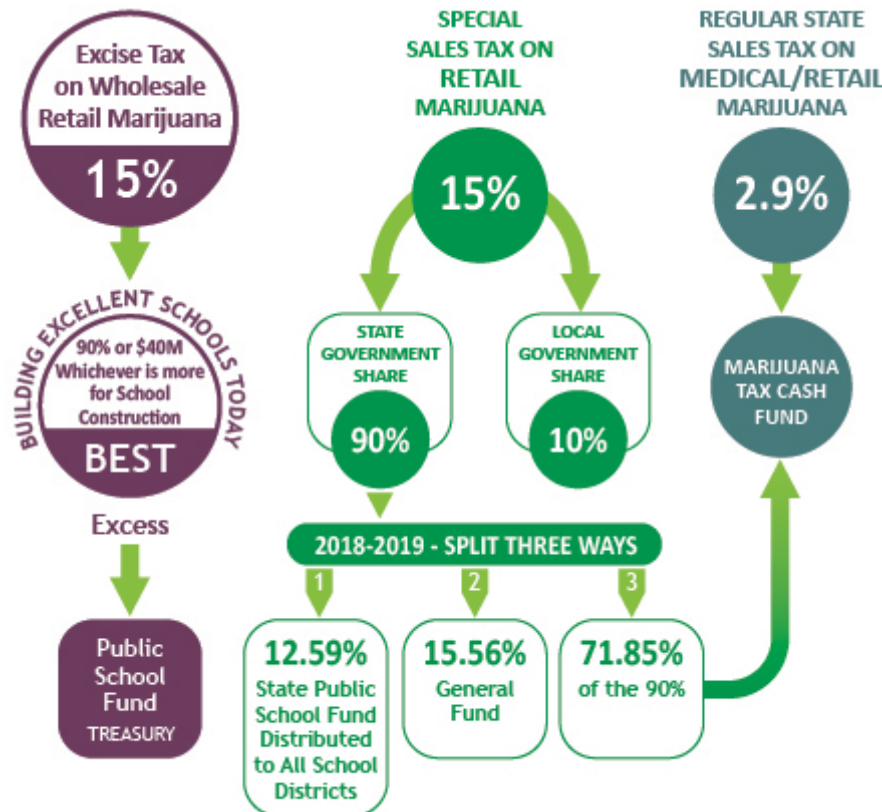 Excise Tax
on Wholesale
Retail Marijuana
15%
BUILDING EXCELLENT SCHOOLS TODAY
90% or $40M
Whichever is more
for School
Construction
BEST
Excess
Public
School
Fund
TREASURY
SPECIAL
SALES TAX ON
RETAIL
MARIJUANA
15%
STATE
GOVERNMENT
SHARE
90%
LOCAL
GOVERNMENT
SHARE
10%
2018-2019 - SPLIT THREE WAYS
1
12.59%
State Public
School Fund
Distributed
to All School
Districts
2
15.56%
General
Fund
3
71.85%
of the 90%
REGULAR STATE
SALES TAX ON
MEDICAL/RETAIL
MARIJUANA
2.9%
MARIJUANA
TAX CASH
FUND